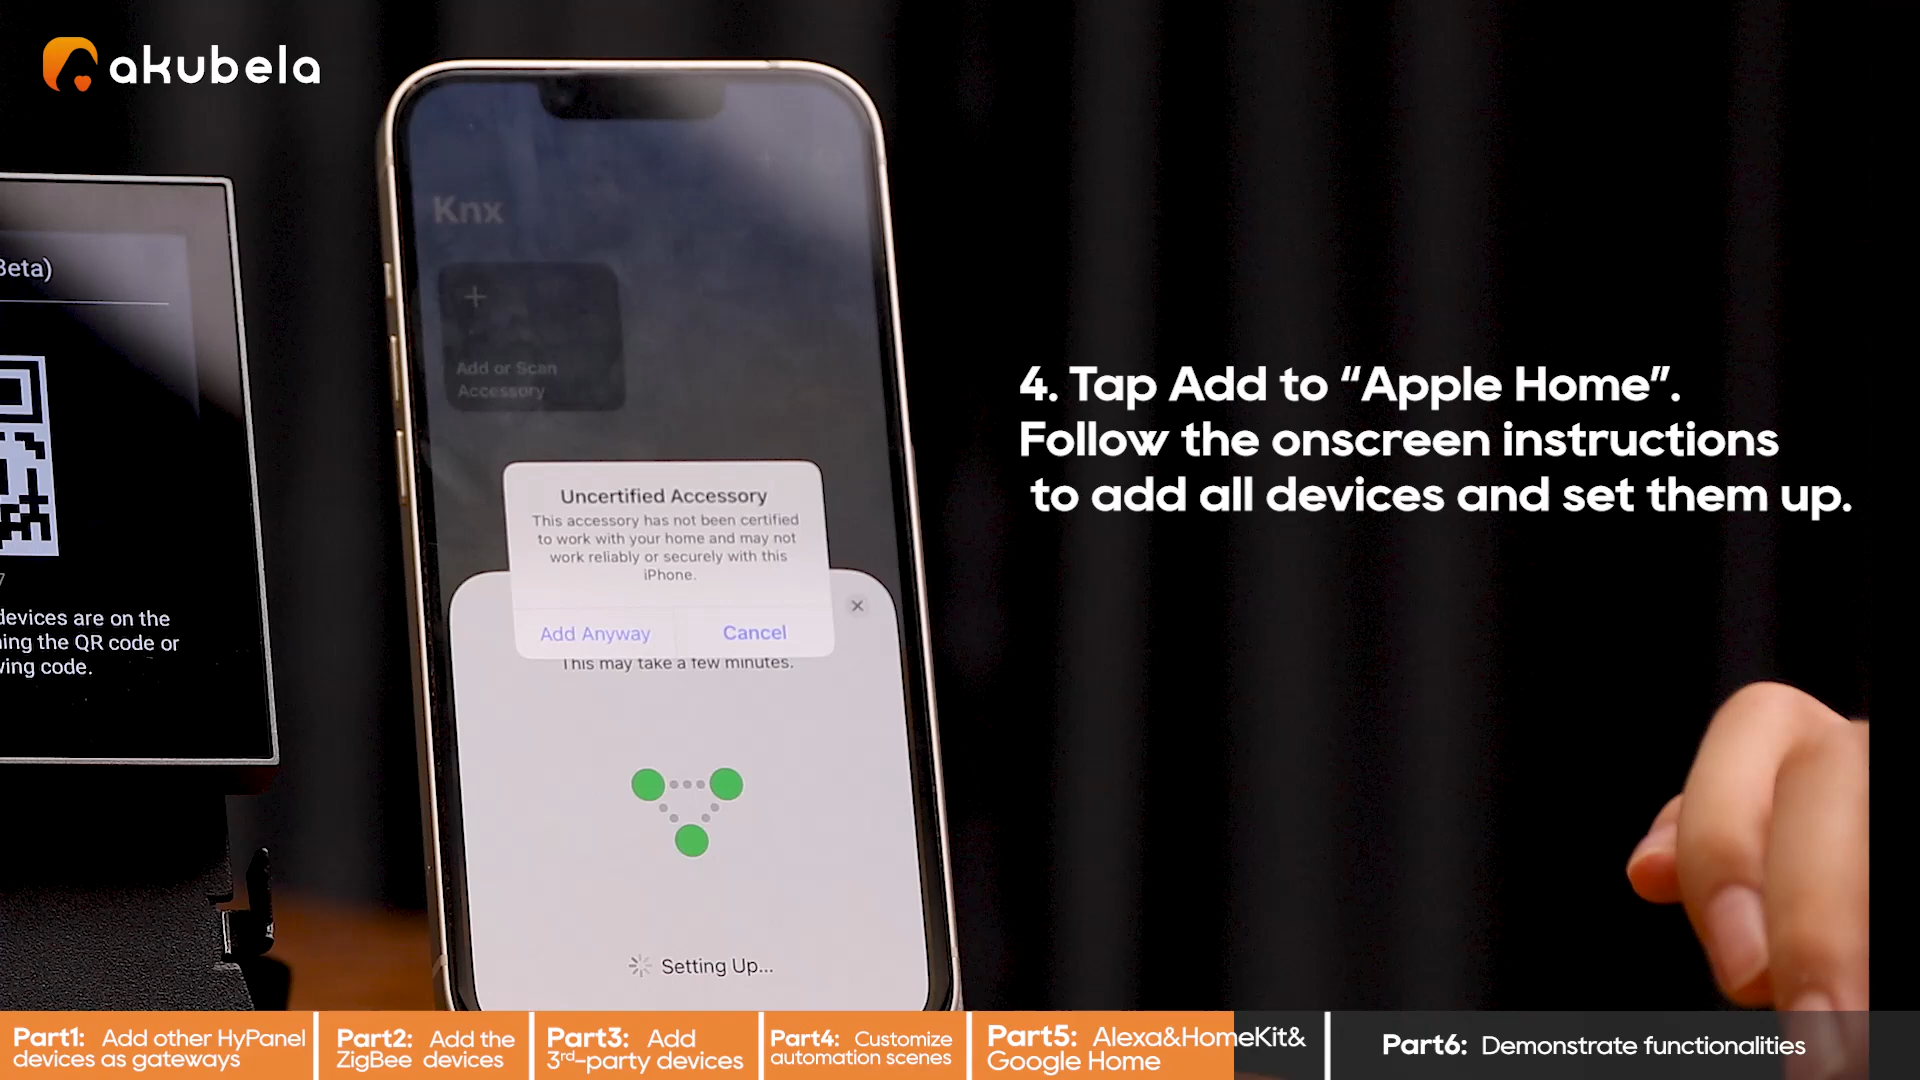 akubela
Beta)
devices are on the
ning the QR code or
wing code.
Knx
Add or Scan
Accessory
Uncertified Accessory
This accessory has not been certified
to work with your home and may not
work reliably or securely with this
iPhone.
Add Anyway
Cancel
This may take a few minutes.
Setting Up...
4. Tap Add to “Apple Home”.
Follow the onscreen instructions
to add all devices and set them up.
Part1: Add other HyPanel
devices as gateways
Part2: Add the
ZigBee devices
Part3: Add
3rd-party devices
Part4: Customize
automation scenes
Part5: Alexa&HomeKit&
Google Home
Part6: Demonstrate functionalities